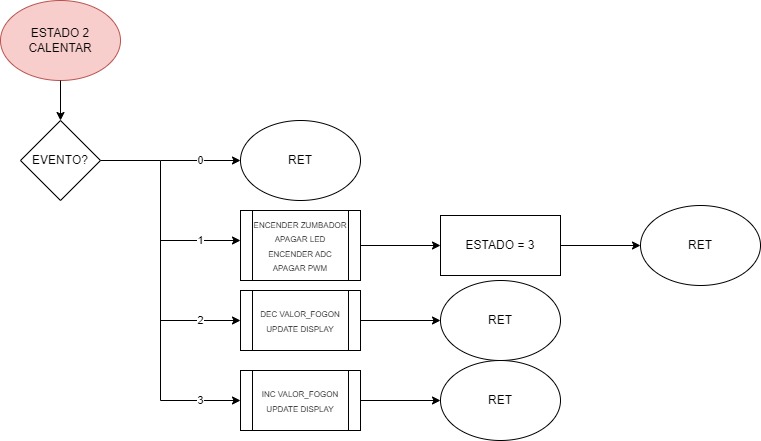 ESTADO 2
CALENTAR
EVENTO?
0
RET
1
ENCENDER ZUMBADOR
APAGAR LED
ENCENDER ADC
APAGAR PWM
ESTADO = 3
RET
2
DEC VALOR_FOGON
UPDATE DISPLAY
RET
3
INC VALOR_FOGON
UPDATE DISPLAY
RET